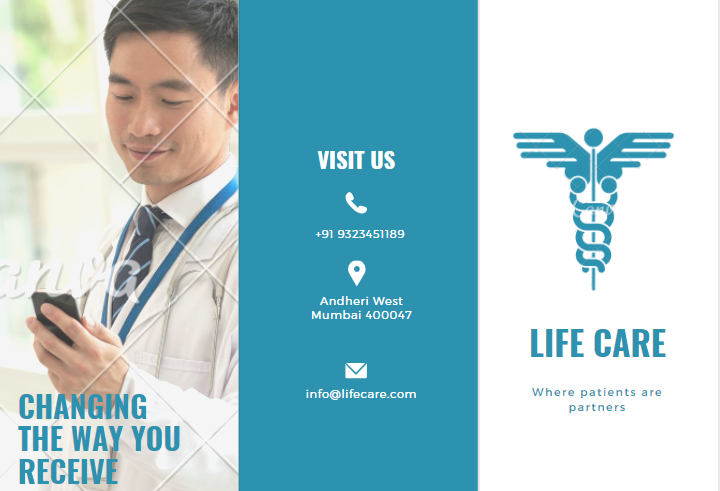 CHANGING
THE WAY YOU
RECEIVE
VISIT US
+91 9323451189
Andheri West
Mumbai 400047
info@lifecare.com
LIFE CARE
Where patients are
partners